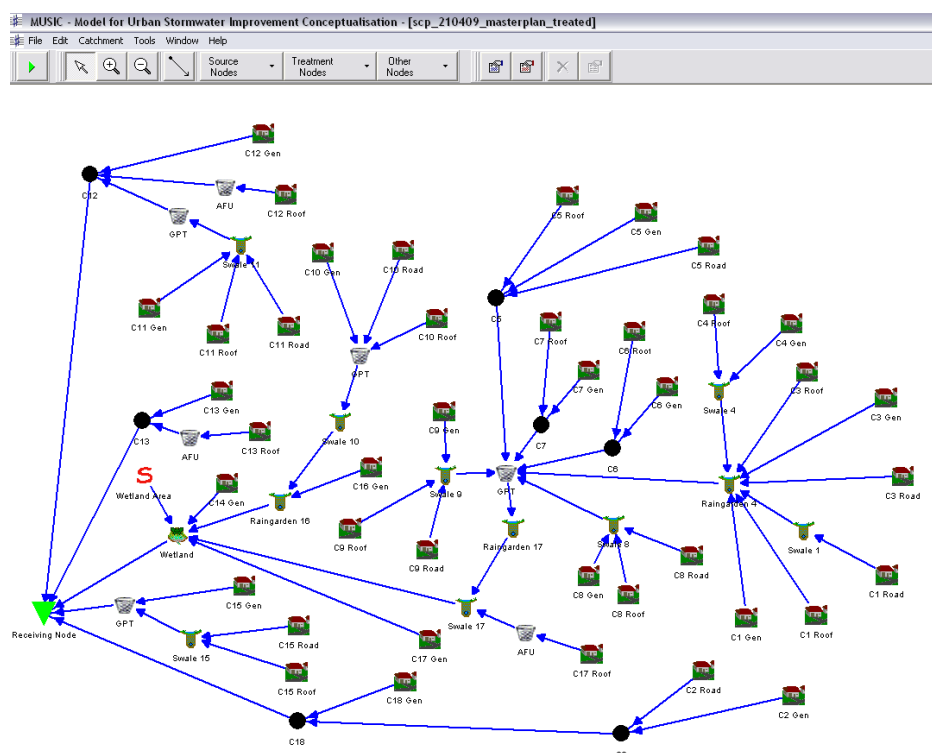 MUSIC - Model for Urban Stormwater Improvement Conceptualisation - [scp_210409_masterplan_treated]
File Edit Catchment Tools Window Help
Source Nodes
Treatment Nodes
Other Nodes
C12 Gen
C12
AFU
C12 Roof
GPT
Swale 11
C10 Gen
C10 Road
C5 Roof
C5 Gen
C5 Road
C11 Gen
C11 Roof
C11 Road
C10 Roof
GPT
C5
C7 Roof
C6 Roof
C4 Roof
C4 Gen
C7 Gen
C6 Gen
Swale 4
C3 Roof
C3 Gen
C13 Gen
C13
AFU
C13 Roof
Swale 10
C9 Gen
C7
C6
Wetland Area
C14 Gen
C16 Gen
Raingarden 16
Swale 9
GPT
Raingarden 4
C3 Road
Wetland
C9 Roof
C9 Road
Raingarden 17
Swale 8
Swale 1
C8 Road
C8 Gen
C8 Roof
C1 Road
Receiving Node
GPT
C15 Gen
Swale 17
C1 Gen
C1 Roof
Swale 15
C15 Road
C17 Gen
AFU
C17 Roof
C15 Roof
C18 Gen
C2 Road
C2 Gen
C18